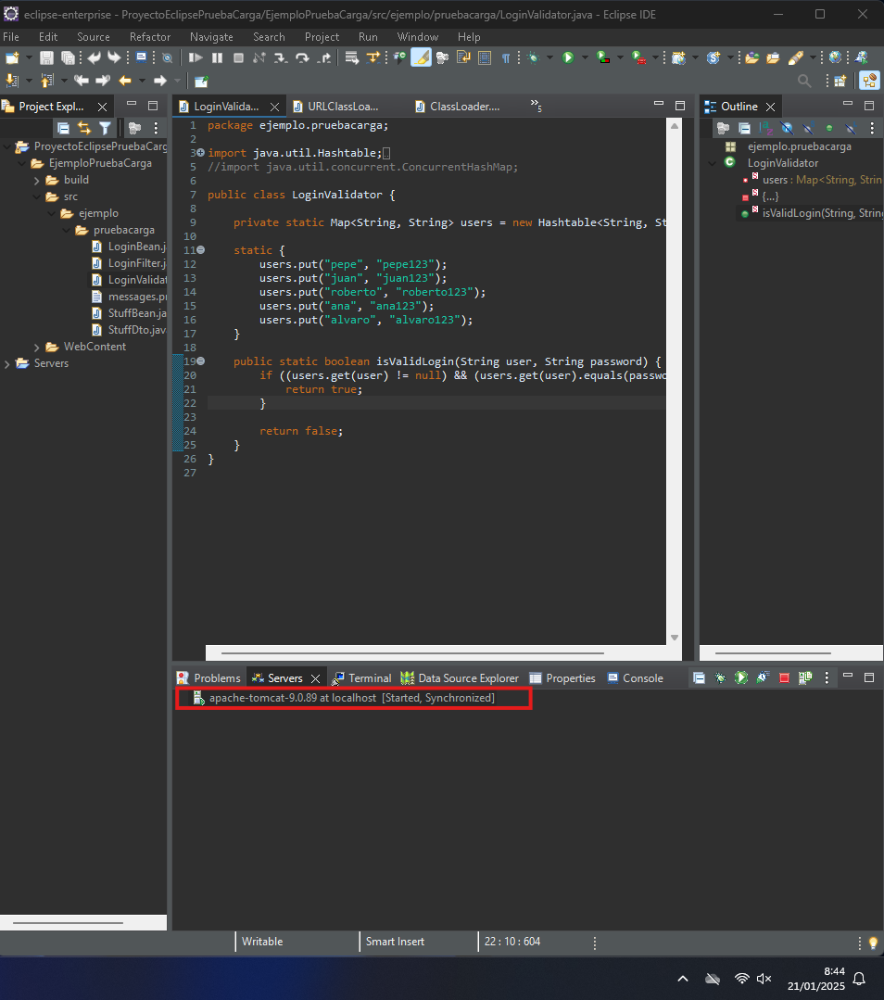 eclipse-enterprise - ProyectoEclipsePruebaCarga/EjemploPruebaCarga/src/ejemplo/pruebacarga/LoginValidator.java - Eclipse IDE
File Edit Source Refactor Navigate Search Project Run Window Help
Project Expl...
ProyectoEclipsePruebaCarg
EjemploPruebaCarga
build
src
ejemplo
pruebacarga
LoginBean.j
LoginFilter.j
LoginValidat
messages.p
StuffBean.ja
StuffDto.jav
WebContent
Servers
LoginValida... URLClassLoa... ClassLoader.... »5
1 package ejemplo.pruebacarga;
2
3 import java.util.Hashtable;
5 //import java.util.concurrent.ConcurrentHashMap;
6
7 public class LoginValidator {
8
9 private static Map<String, String> users = new Hashtable<String, St
10
11 static {
12 users.put("pepe", "pepe123");
13 users.put("juan", "juan123");
14 users.put("roberto", "roberto123");
15 users.put("ana", "ana123");
16 users.put("alvaro", "alvaro123");
17 }
18
19 public static boolean isValidLogin(String user, String password) {
20 if ((users.get(user) != null) && (users.get(user).equals(passwo
21 return true;
22 }
23
24 return false;
25 }
26 }
27
Outline
ejemplo.pruebacarga
LoginValidator
users : Map<String, Strin
{...}
isValidLogin(String, String
Problems Servers Terminal Data Source Explorer Properties Console
apache-tomcat-9.0.89 at localhost [Started, Synchronized]
Writable Smart Insert 22 : 10 : 604
8:44
21/01/2025